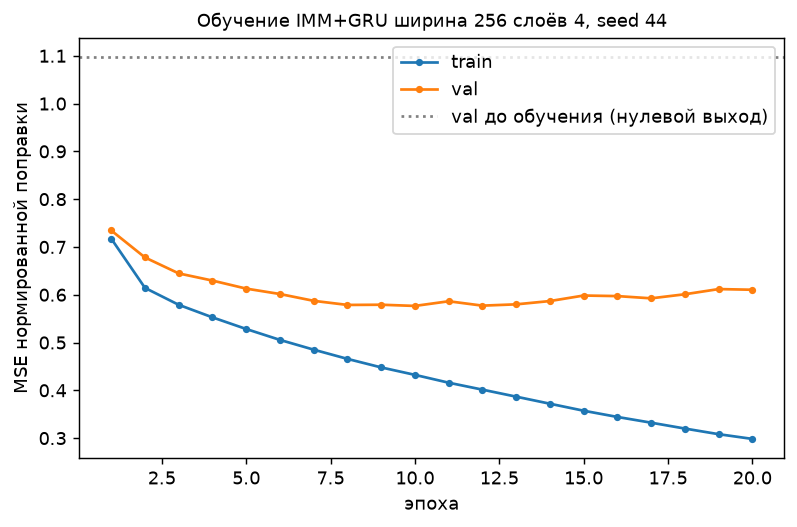 Обучение IMM+GRU ширина 256 слоёв 4, seed 44
MSE нормированной поправки
1.1
1.0
0.9
0.8
0.7
0.6
0.5
0.4
0.3
train
val
val до обучения (нулевой выход)
2.5 5.0 7.5 10.0 12.5 15.0 17.5 20.0
эпоха